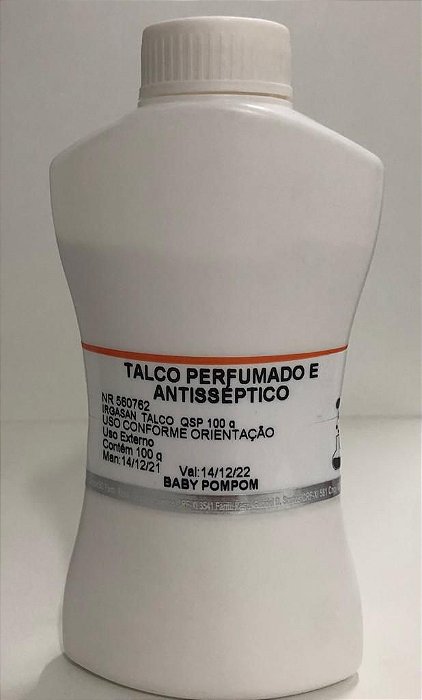 TALCO PERFUMADO E
ANTISSÉPTICO
NR 560762
IRGASAN TALCO QSP 100 g
USO CONFORME ORIENTAÇÃO
Uso Externo
Contém 100 g
Man:14/12/21 Val:14/12/22
BABY POMPOM